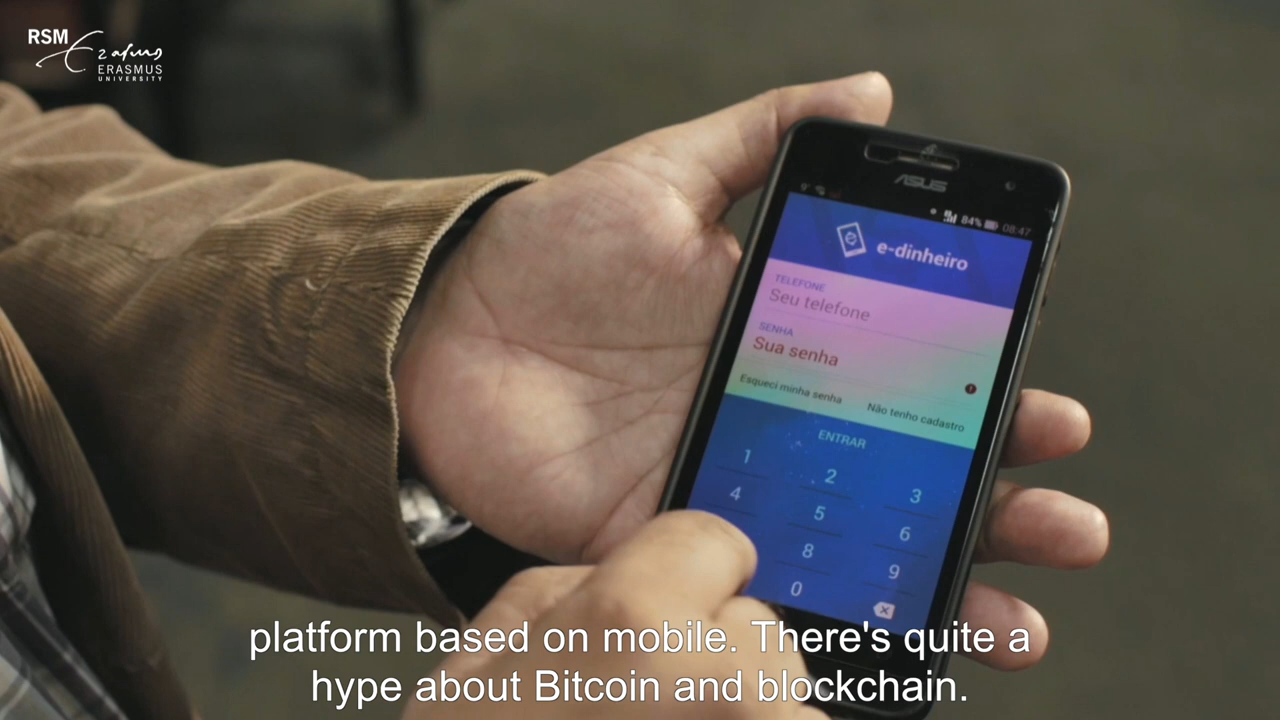 RSM
Erasmus
ERASMUS
UNIVERSITY
ASUS
84% 08:47
e-dinheiro
TELEFONE
Seu telefone
SENHA
Sua senha
Esqueci minha senha Não tenho cadastro
ENTRAR
1 2 3
4 5 6
8 9
0
platform based on mobile. There's quite a
hype about Bitcoin and blockchain.